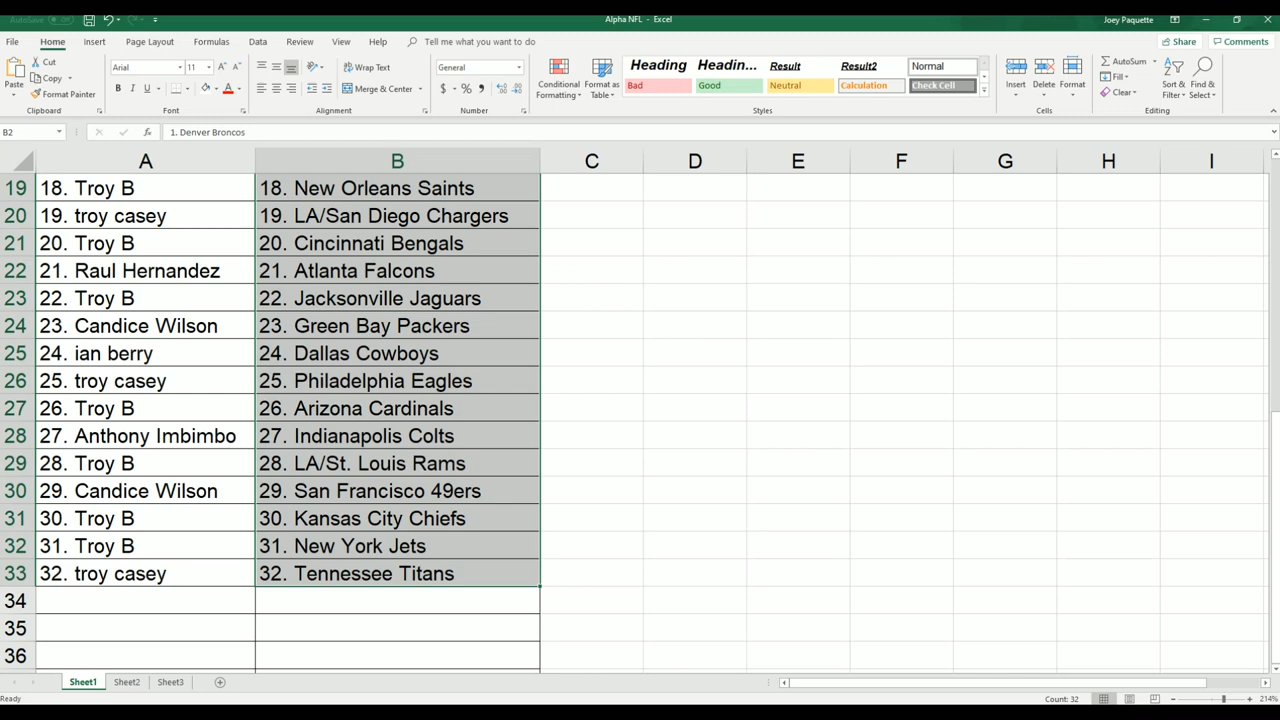 AutoSave Off
Alpha NFL - Excel
Joey Paquette
File Home Insert Page Layout Formulas Data Review View Help Tell me what you want to do Share Comments
Paste
Cut
Copy
Format Painter
Clipboard
Arial 11
B I U
Font
Wrap Text
Merge & Center
Alignment
General
$ % ,
Number
Conditional Formatting
Format as Table
Heading Headin... Result Result2 Normal
Bad Good Neutral Calculation Check Cell
Styles
Insert Delete Format
Cells
AutoSum
Fill
Clear
Sort & Filter
Find & Select
Editing
B2 fx 1. Denver Broncos
A B C D E F G H I
19 18. Troy B 18. New Orleans Saints
20 19. troy casey 19. LA/San Diego Chargers
21 20. Troy B 20. Cincinnati Bengals
22 21. Raul Hernandez 21. Atlanta Falcons
23 22. Troy B 22. Jacksonville Jaguars
24 23. Candice Wilson 23. Green Bay Packers
25 24. ian berry 24. Dallas Cowboys
26 25. troy casey 25. Philadelphia Eagles
27 26. Troy B 26. Arizona Cardinals
28 27. Anthony Imbimbo 27. Indianapolis Colts
29 28. Troy B 28. LA/St. Louis Rams
30 29. Candice Wilson 29. San Francisco 49ers
31 30. Troy B 30. Kansas City Chiefs
32 31. Troy B 31. New York Jets
33 32. troy casey 32. Tennessee Titans
34
35
36
Sheet1 Sheet2 Sheet3
Ready
Count: 32
214%